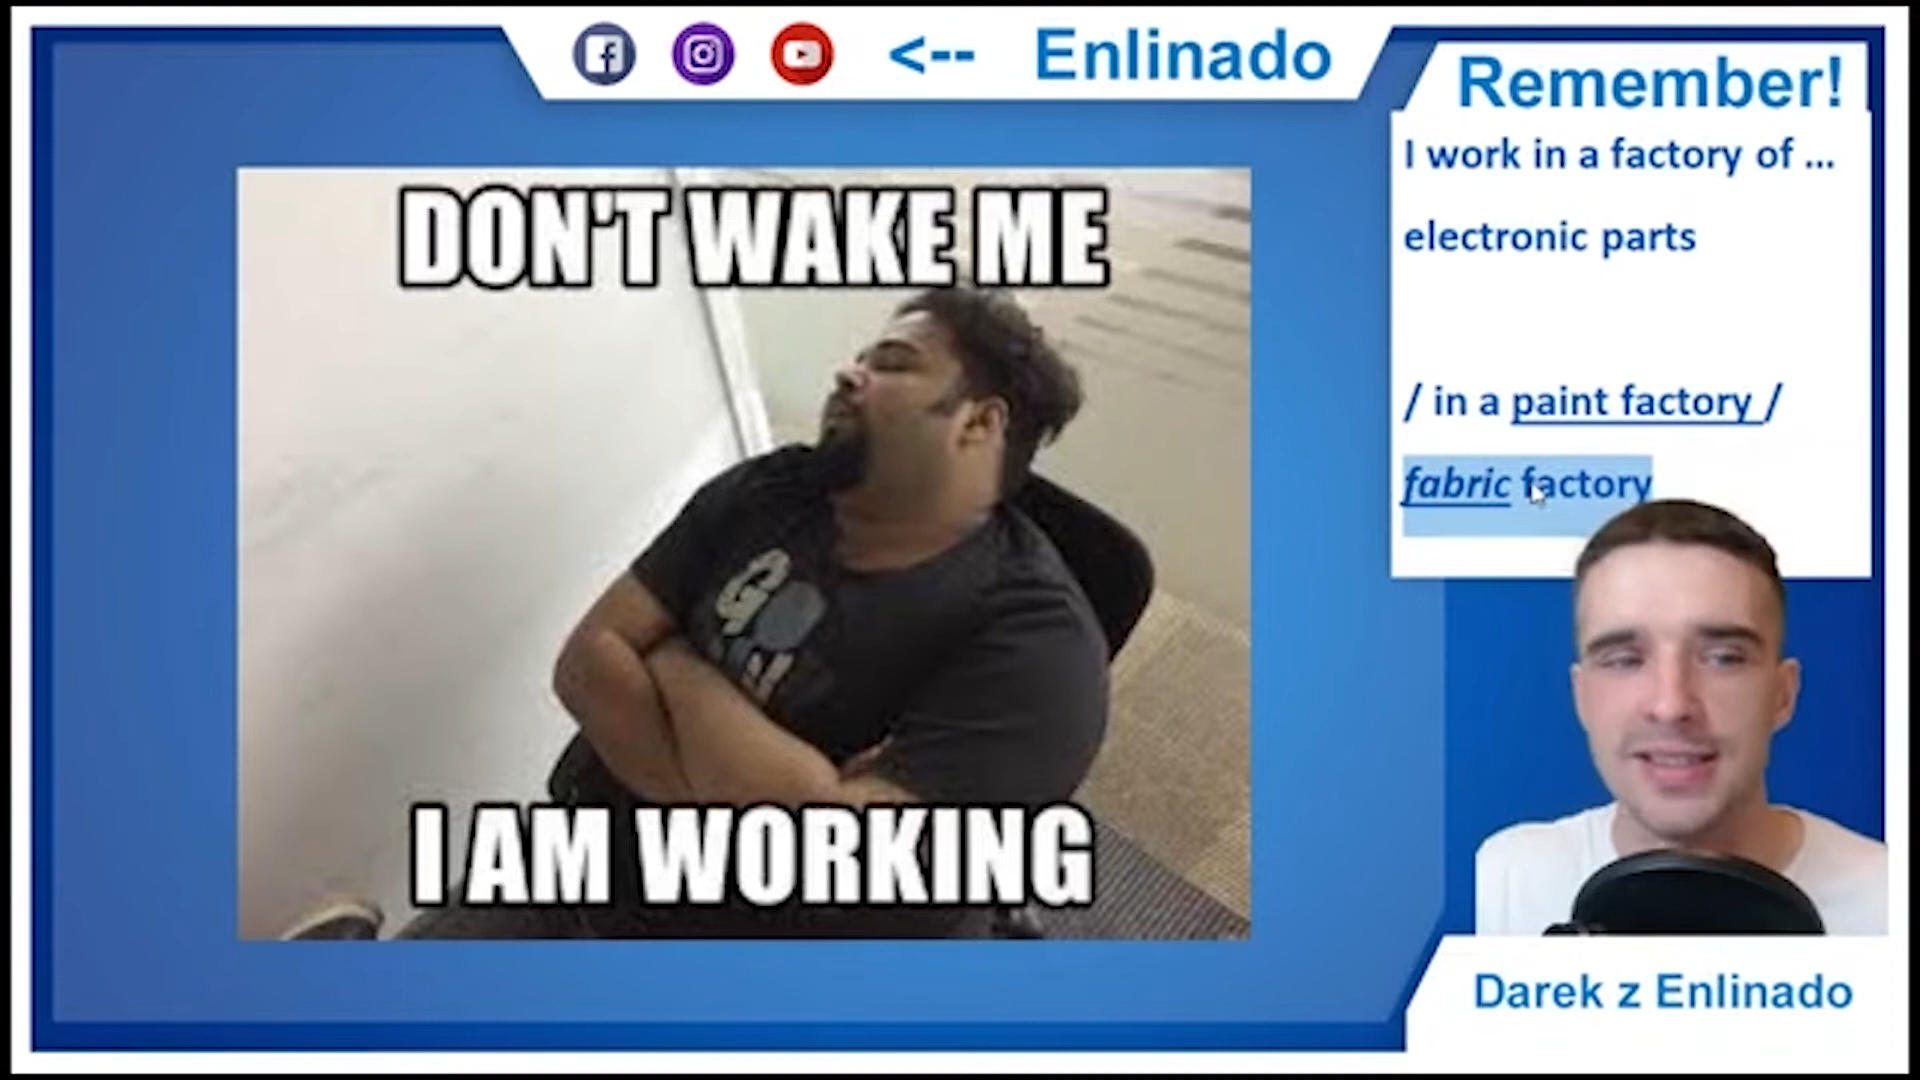 <-- Enlinado
Remember!
I work in a factory of ...
electronic parts
/ in a paint factory /
fabric factory
DON'T WAKE ME
I AM WORKING
Darek z Enlinado